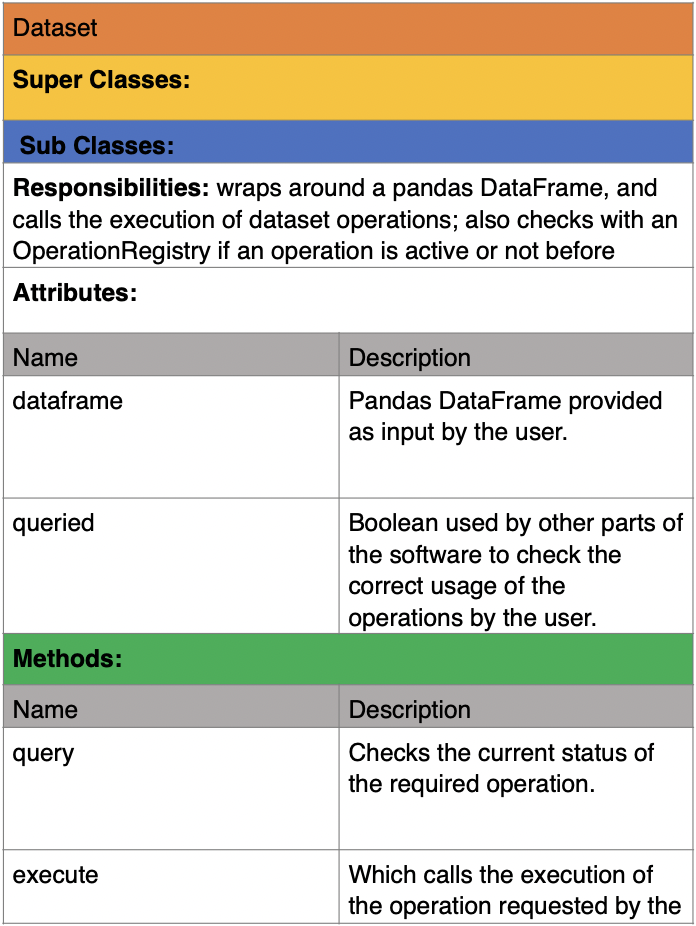 Dataset
Super Classes:
Sub Classes:
Responsibilities: wraps around a pandas DataFrame, and
calls the execution of dataset operations; also checks with an
OperationRegistry if an operation is active or not before
Attributes:
Name
Description
dataframe
Pandas DataFrame provided
as input by the user.
queried
Boolean used by other parts of
the software to check the
correct usage of the
operations by the user.
Methods:
Name
Description
query
Checks the current status of
the required operation.
execute
Which calls the execution of
the operation requested by the